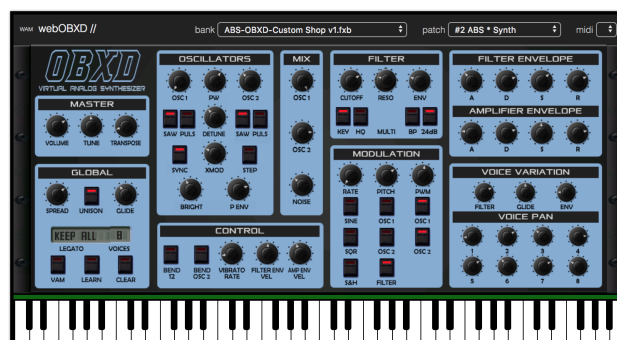 WAM webOBXD // bank ABS-OBXD-Custom Shop v1.fxb patch #2 ABS * Synth midi
OBXD
VIRTUAL ANALOG SYNTHESIZER
MASTER
VOLUME TUNE TRANSPOSE
GLOBAL
SPREAD UNISON GLIDE
KEEP ALL 8
LEGATO VOICES
VAM LEARN CLEAR
OSCILLATORS
OSC 1 PW OSC 2
SAW PULS DETUNE SAW PULS
SYNC XMOD STEP
BRIGHT P ENV
MIX
OSC 1
OSC 2
NOISE
CONTROL
BEND 12 BEND OSC 2 VIBRATO RATE FILTER ENV VEL AMP ENV VEL
FILTER
CUTOFF RESO ENV
KEY HQ MULTI BP 24dB
MODULATION
RATE PITCH PWM
SINE OSC 1 OSC 1
SQR OSC 2 OSC 2
S&H FILTER
FILTER ENVELOPE
A D S R
AMPLIFIER ENVELOPE
A D S R
VOICE VARIATION
FILTER GLIDE ENV
VOICE PAN
1 2 3 4
5 6 7 8